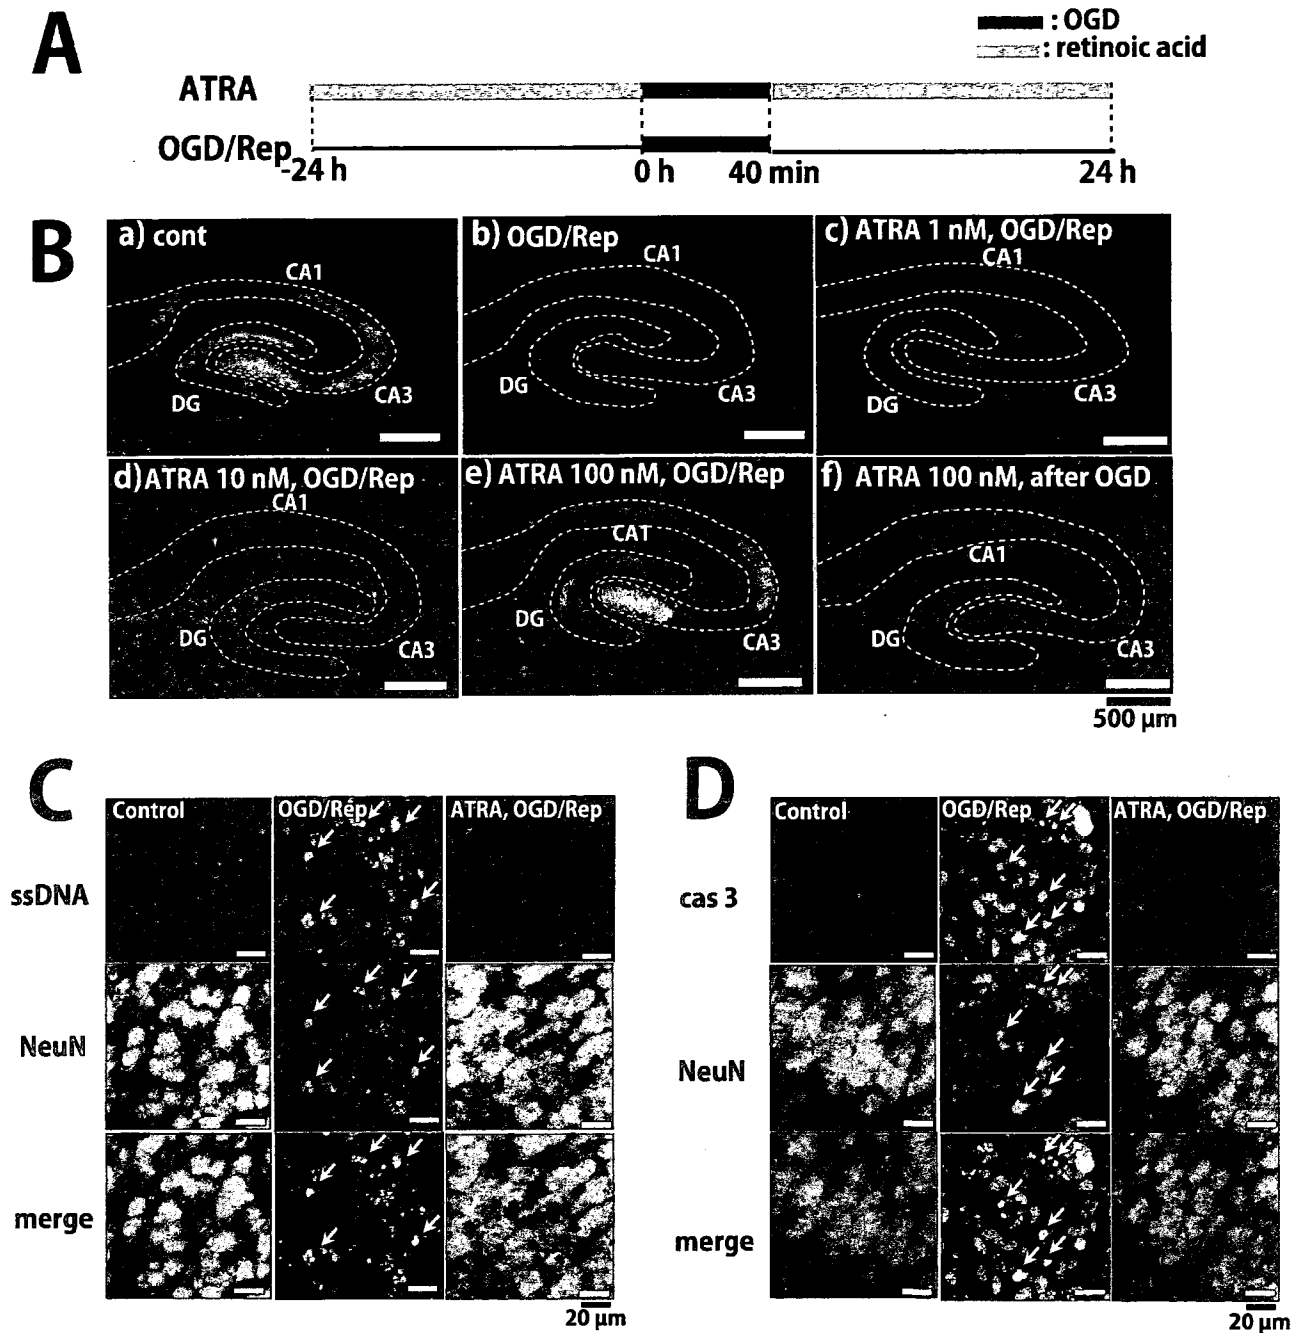 A
: OGD
: retinoic acid
ATRA
OGD/Rep
-24 h
0 h
40 min
24 h
B
a) cont
CA1
DG
CA3
b) OGD/Rep
CA1
DG
CA3
c) ATRA 1 nM, OGD/Rep
CA1
DG
CA3
d) ATRA 10 nM, OGD/Rep
CA1
DG
CA3
e) ATRA 100 nM, OGD/Rep
CA1
DG
CA3
f) ATRA 100 nM, after OGD
CA1
DG
CA3
500 μm
C
Control
OGD/Rep
ATRA, OGD/Rep
ssDNA
NeuN
merge
20 μm
D
Control
OGD/Rep
ATRA, OGD/Rep
cas 3
NeuN
merge
20 μm